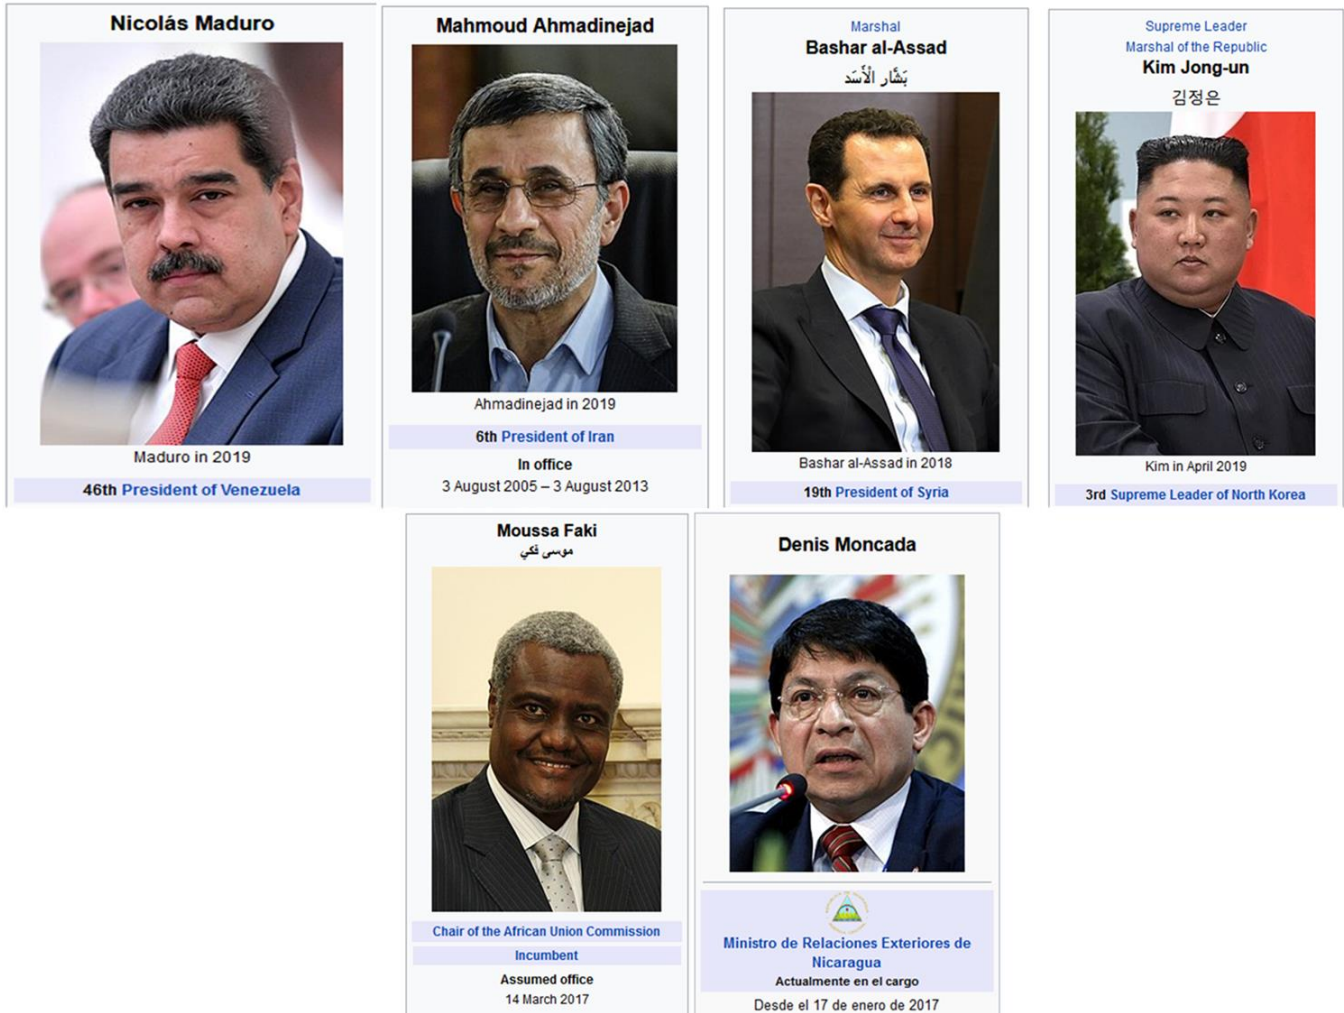 Nicolás Maduro
Maduro in 2019
46th President of Venezuela
Mahmoud Ahmadinejad
Ahmadinejad in 2019
6th President of Iran
In office
3 August 2005 – 3 August 2013
Marshal
Bashar al-Assad
بَشَّار الْأَسَد
Bashar al-Assad in 2018
19th President of Syria
Supreme Leader
Marshal of the Republic
Kim Jong-un
김정은
Kim in April 2019
3rd Supreme Leader of North Korea
Moussa Faki
موسى فكي
Chair of the African Union Commission
Incumbent
Assumed office
14 March 2017
Denis Moncada
Ministro de Relaciones Exteriores de
Nicaragua
Actualmente en el cargo
Desde el 17 de enero de 2017